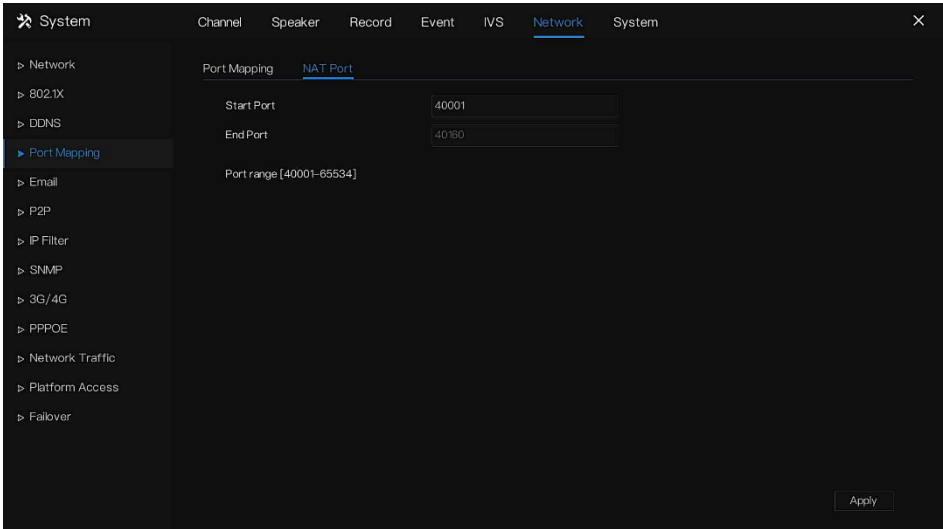 System Channel Speaker Record Event IVS Network System
Network
802.1X
DDNS
Port Mapping
Email
P2P
IP Filter
SNMP
3G/4G
PPPOE
Network Traffic
Platform Access
Failover
Port Mapping NAT Port
Start Port 40001
End Port 40160
Port range [40001-65534]
Apply